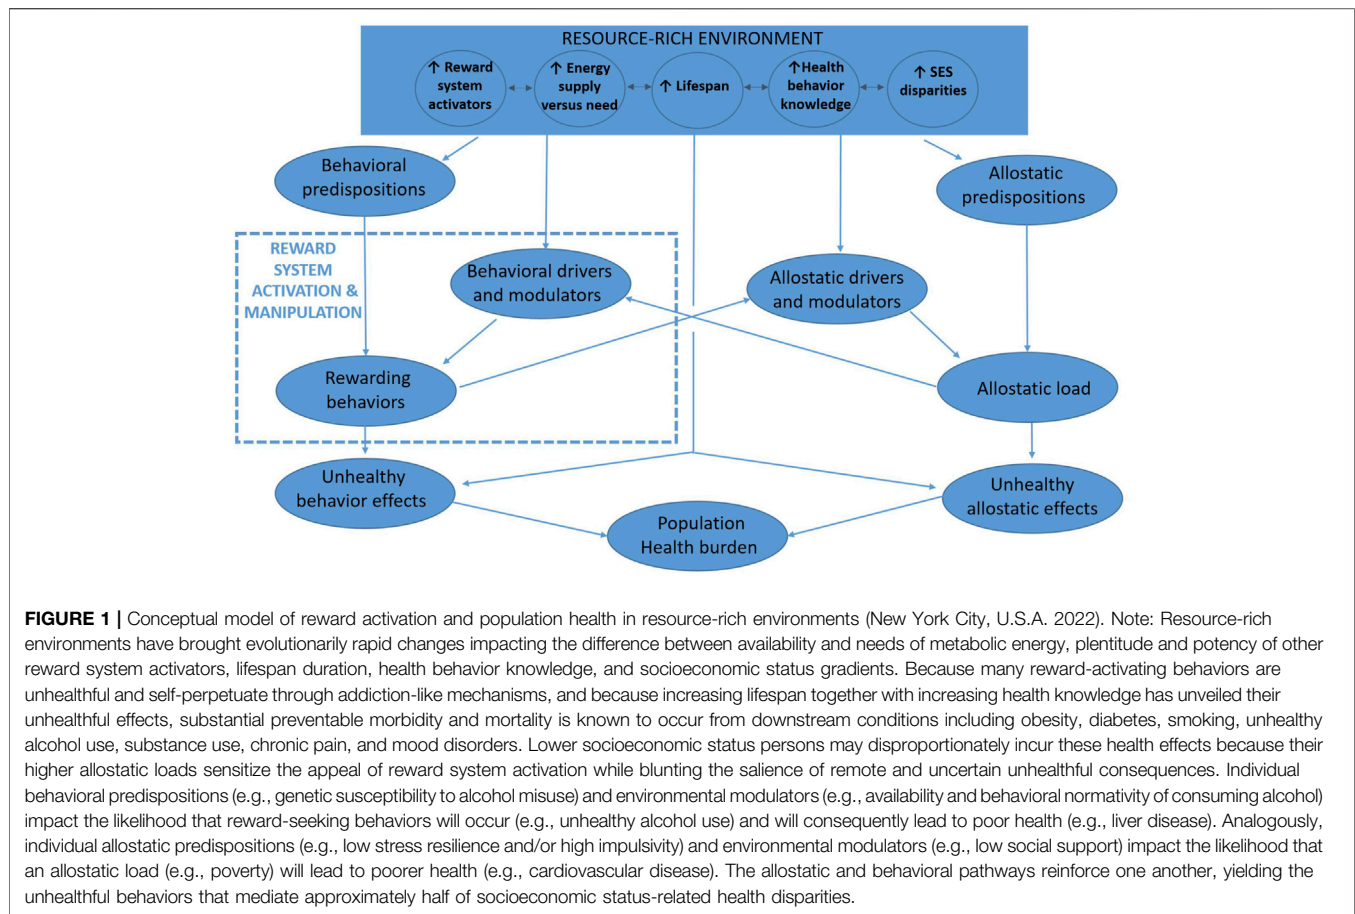 RESOURCE-RICH ENVIRONMENT
↑ Reward
system
activators
↑ Energy
supply
versus need
↑ Lifespan
↑Health
behavior
knowledge
↑ SES
disparities
Behavioral
predispositions
Allostatic
predispositions
REWARD
SYSTEM
ACTIVATION &
MANIPULATION
Behavioral drivers
and modulators
Allostatic drivers
and modulators
Rewarding
behaviors
Allostatic load
Unhealthy
behavior effects
Unhealthy
allostatic effects
Population
Health burden
FIGURE 1 | Conceptual model of reward activation and population health in resource-rich environments (New York City, U.S.A. 2022). Note: Resource-rich
environments have brought evolutionarily rapid changes impacting the difference between availability and needs of metabolic energy, plentitude and potency of other
reward system activators, lifespan duration, health behavior knowledge, and socioeconomic status gradients. Because many reward-activating behaviors are
unhealthful and self-perpetuate through addiction-like mechanisms, and because increasing lifespan together with increasing health knowledge has unveiled their
unhealthful effects, substantial preventable morbidity and mortality is known to occur from downstream conditions including obesity, diabetes, smoking, unhealthy
alcohol use, substance use, chronic pain, and mood disorders. Lower socioeconomic status persons may disproportionately incur these health effects because their
higher allostatic loads sensitize the appeal of reward system activation while blunting the salience of remote and uncertain unhealthful consequences. Individual
behavioral predispositions (e.g., genetic susceptibility to alcohol misuse) and environmental modulators (e.g., availability and behavioral normativity of consuming alcohol)
impact the likelihood that reward-seeking behaviors will occur (e.g., unhealthy alcohol use) and will consequently lead to poor health (e.g., liver disease). Analogously,
individual allostatic predispositions (e.g., low stress resilience and/or high impulsivity) and environmental modulators (e.g., low social support) impact the likelihood that
an allostatic load (e.g., poverty) will lead to poorer health (e.g., cardiovascular disease). The allostatic and behavioral pathways reinforce one another, yielding the
unhealthful behaviors that mediate approximately half of socioeconomic status-related health disparities.